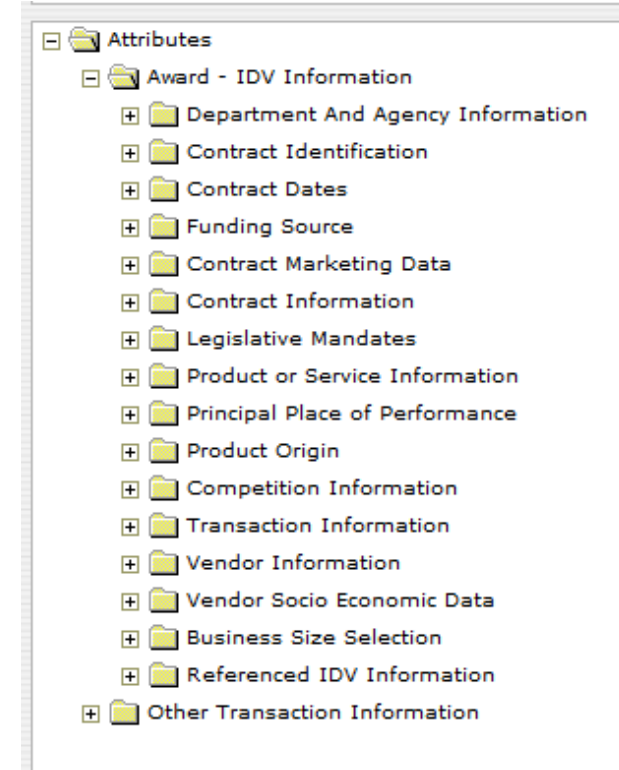 Attributes
Award - IDV Information
Department And Agency Information
Contract Identification
Contract Dates
Funding Source
Contract Marketing Data
Contract Information
Legislative Mandates
Product or Service Information
Principal Place of Performance
Product Origin
Competition Information
Transaction Information
Vendor Information
Vendor Socio Economic Data
Business Size Selection
Referenced IDV Information
Other Transaction Information